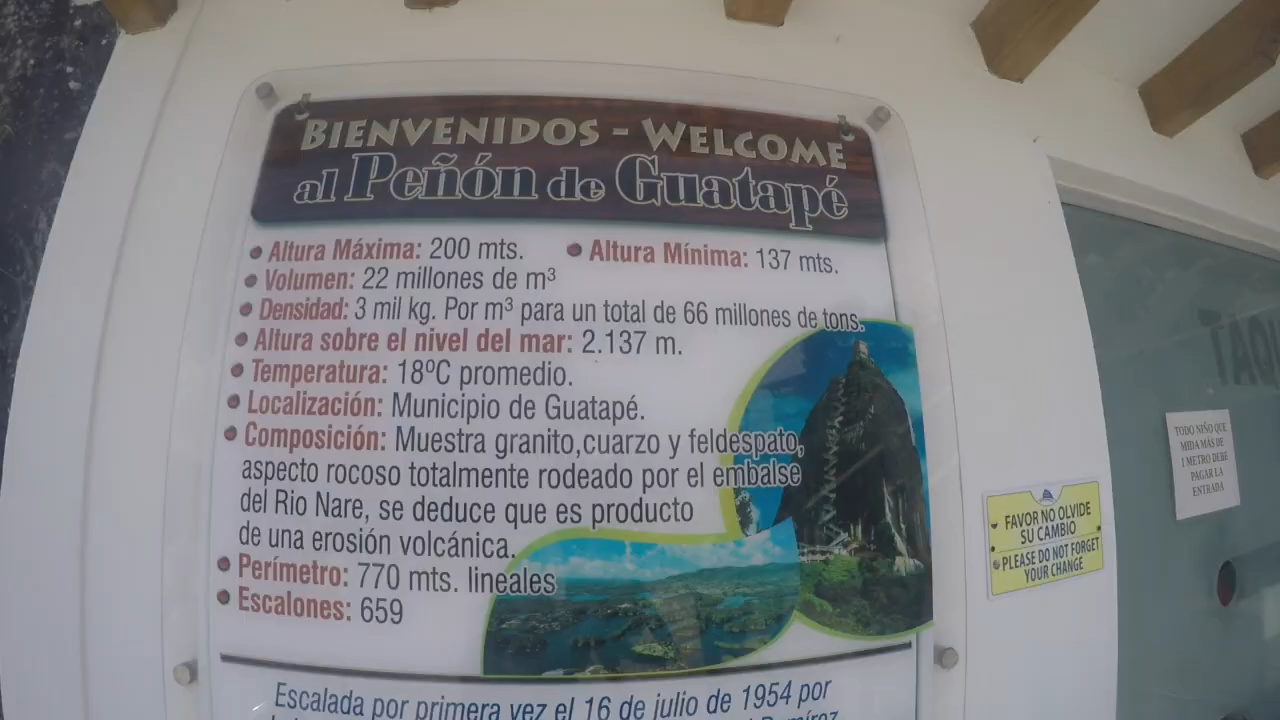 BIENVENIDOS - WELCOME
al Peñón de Guatapé
Altura Máxima: 200 mts.
Altura Mínima: 137 mts.
Volumen: 22 millones de m³
Densidad: 3 mil kg. Por m³ para un total de 66 millones de tons.
Altura sobre el nivel del mar: 2.137 m.
Temperatura: 18ºC promedio.
Localización: Municipio de Guatapé.
Composición: Muestra granito,cuarzo y feldespato,
aspecto rocoso totalmente rodeado por el embalse
del Rio Nare, se deduce que es producto
de una erosión volcánica.
Perímetro: 770 mts. lineales
Escalones: 659
Escalada por primera vez el 16 de julio de 1954 por
FAVOR NO OLVIDE
SU CAMBIO
PLEASE DO NOT FORGET
YOUR CHANGE
TODO NIÑO QUE
MIDA MÁS DE
1 METRO DEBE
PAGAR LA
ENTRADA